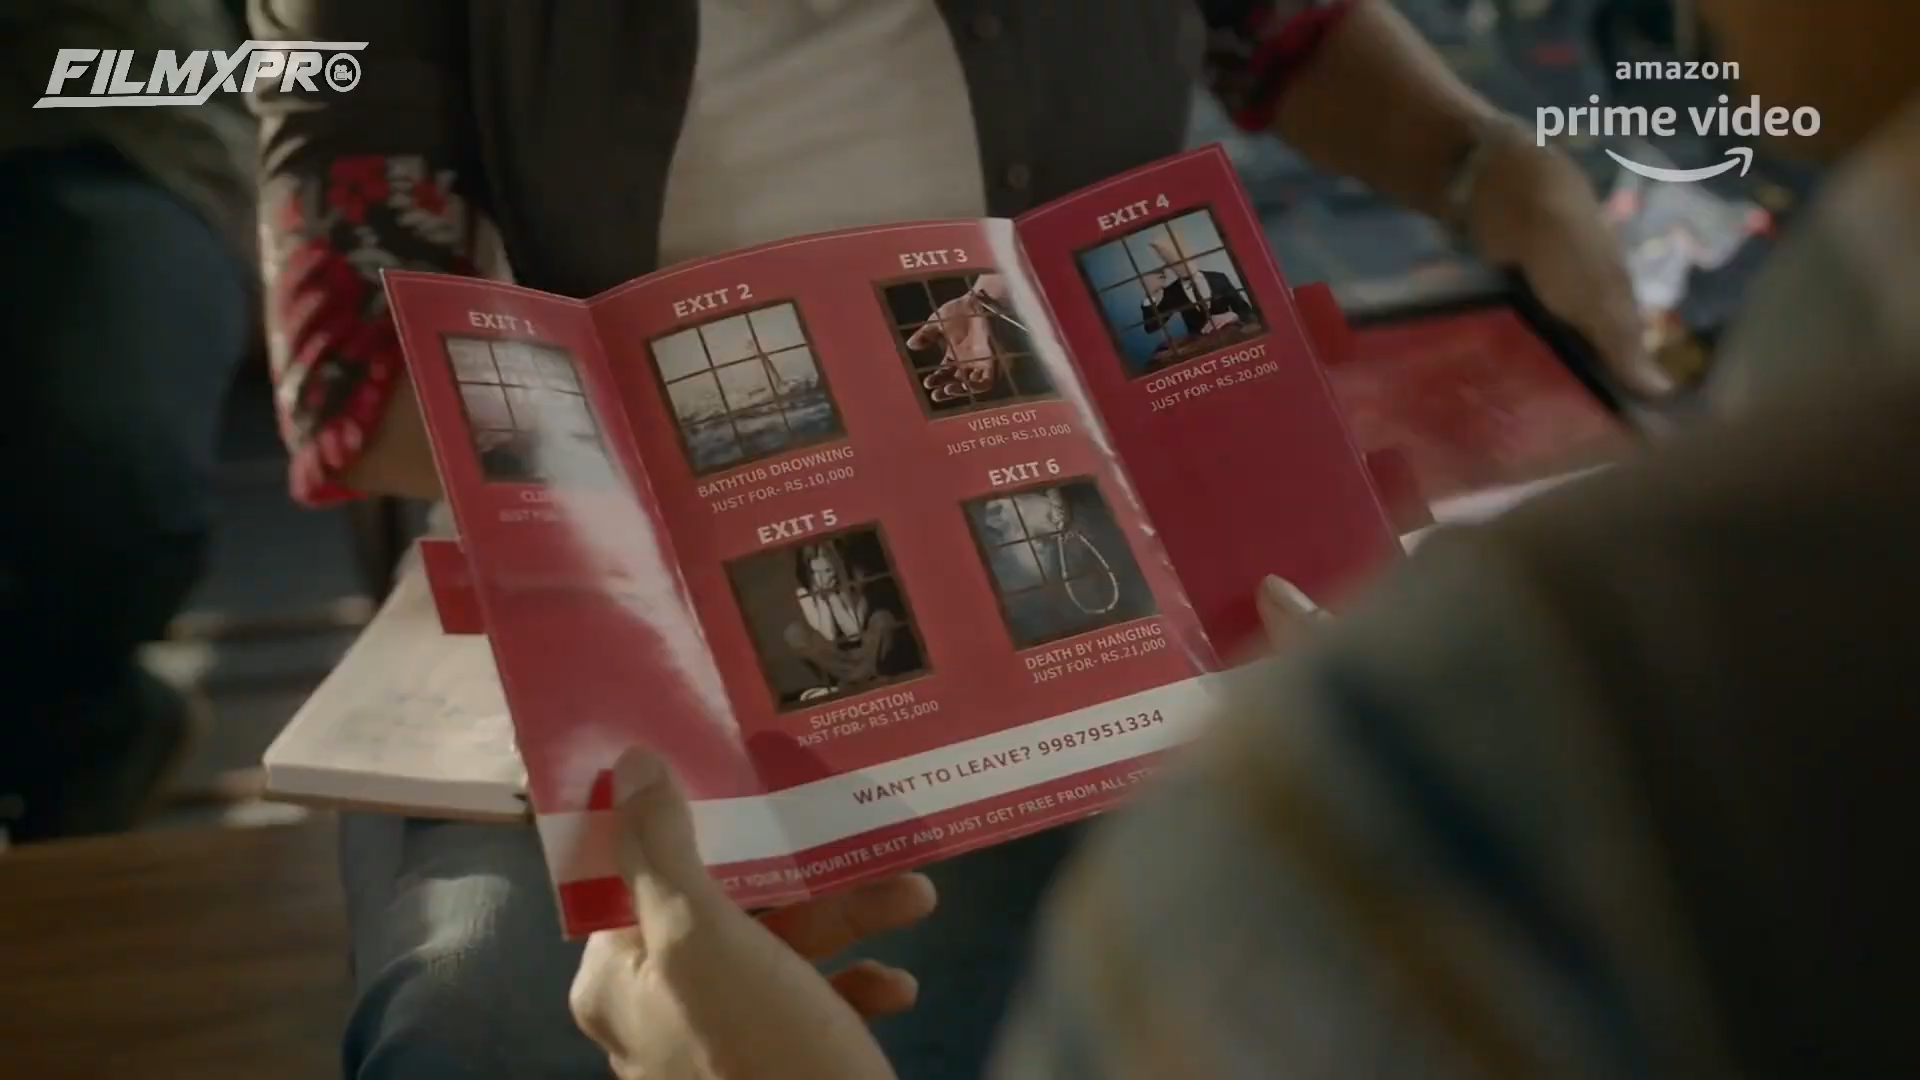 FILMXPRO
amazon
prime video
EXIT 1
EXIT 2
BATHTUB DROWNING
JUST FOR- RS.10,000
EXIT 3
VIENS CUT
JUST FOR- RS.10,000
EXIT 4
CONTRACT SHOOT
JUST FOR- RS.20,000
EXIT 5
SUFFOCATION
JUST FOR- RS.15,000
EXIT 6
DEATH BY HANGING
JUST FOR- RS.21,000
WANT TO LEAVE? 9987951334
YOUR FAVOURITE EXIT AND JUST GET FREE FROM ALL